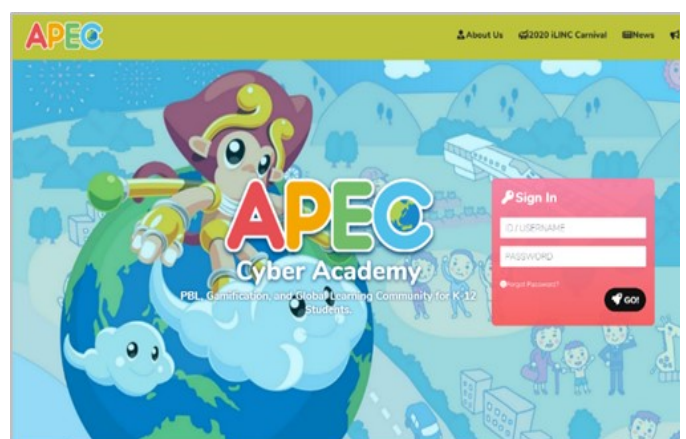 APEC
About Us 2020 iLINC Carnival News
APEC
Cyber Academy
PBL, Gamification, and Global Learning Community for K-12
Students.
Sign In
ID / USERNAME
PASSWORD
Forgot Password?
GO!